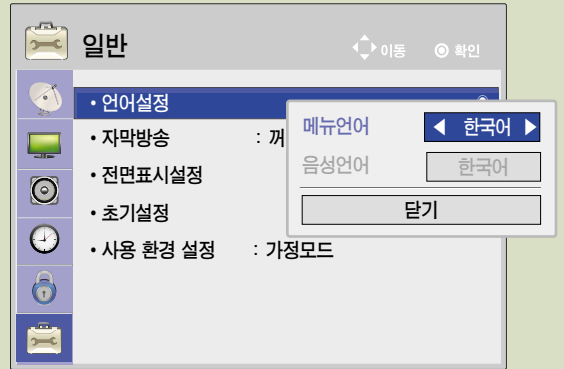 일반
이동 확인
• 언어설정
• 자막방송 : 꺼
• 전면표시설정
• 초기설정
• 사용 환경 설정 : 가정모드
메뉴언어 ◀ 한국어 ▶
음성언어 한국어
닫기